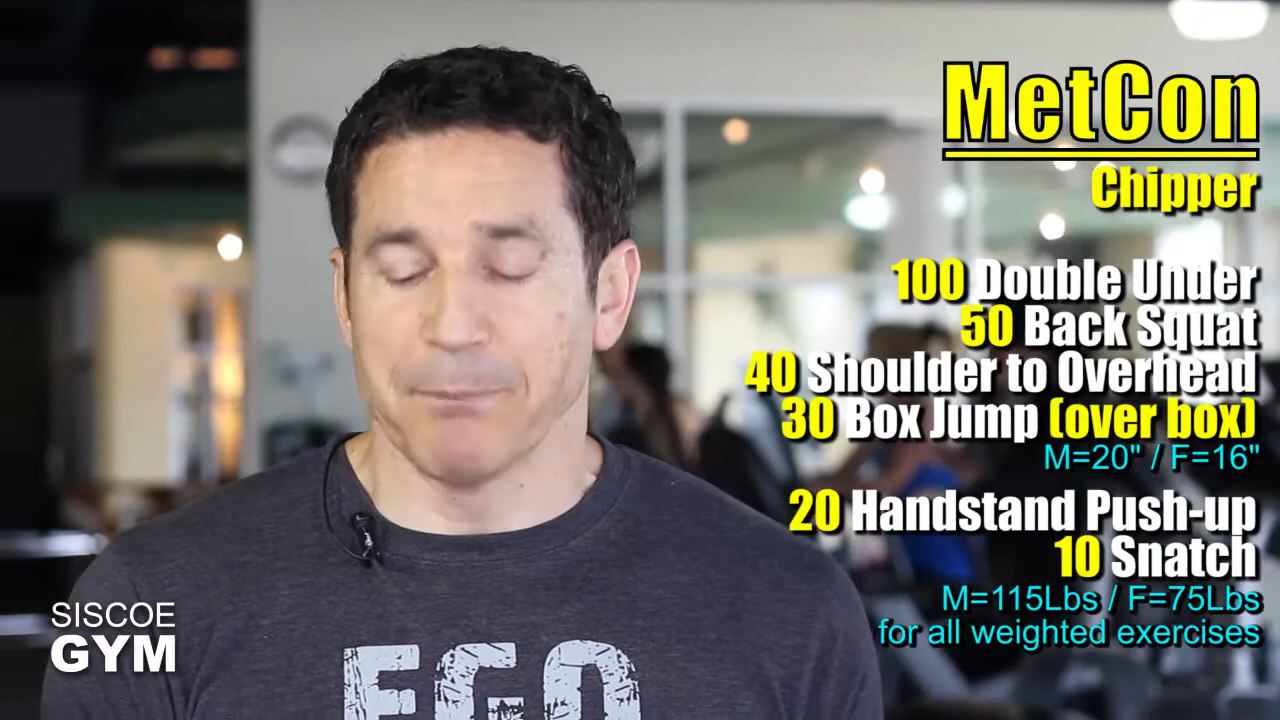 MetCon
Chipper
100 Double Under
50 Back Squat
40 Shoulder to Overhead
30 Box Jump (over box)
M=20" / F=16"
20 Handstand Push-up
10 Snatch
M=115Lbs / F=75Lbs
for all weighted exercises
SISCOE
GYM
EGO